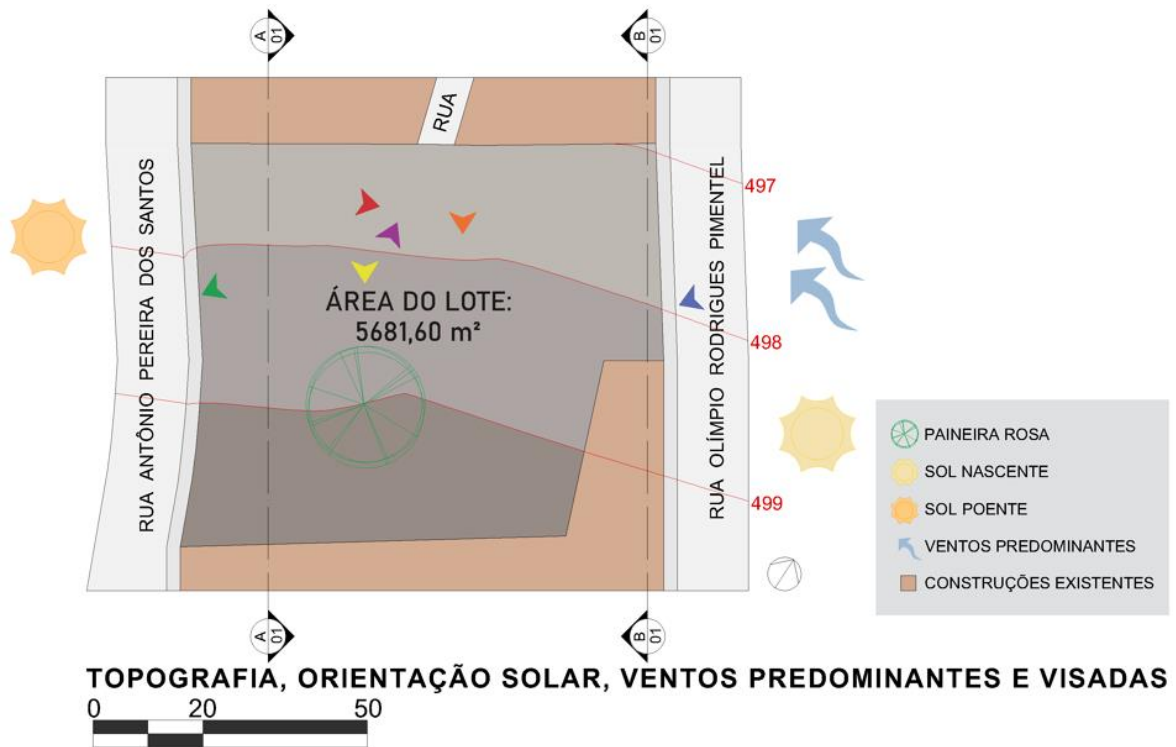 A
01
B
01
RUA
RUA ANTÔNIO PEREIRA DOS SANTOS
RUA OLÍMPIO RODRIGUES PIMENTEL
497
ÁREA DO LOTE:
5681,60 m²
498
499
PAINEIRA ROSA
SOL NASCENTE
SOL POENTE
VENTOS PREDOMINANTES
CONSTRUÇÕES EXISTENTES
A
01
B
01
TOPOGRAFIA, ORIENTAÇÃO SOLAR, VENTOS PREDOMINANTES E VISADAS
0 20 50